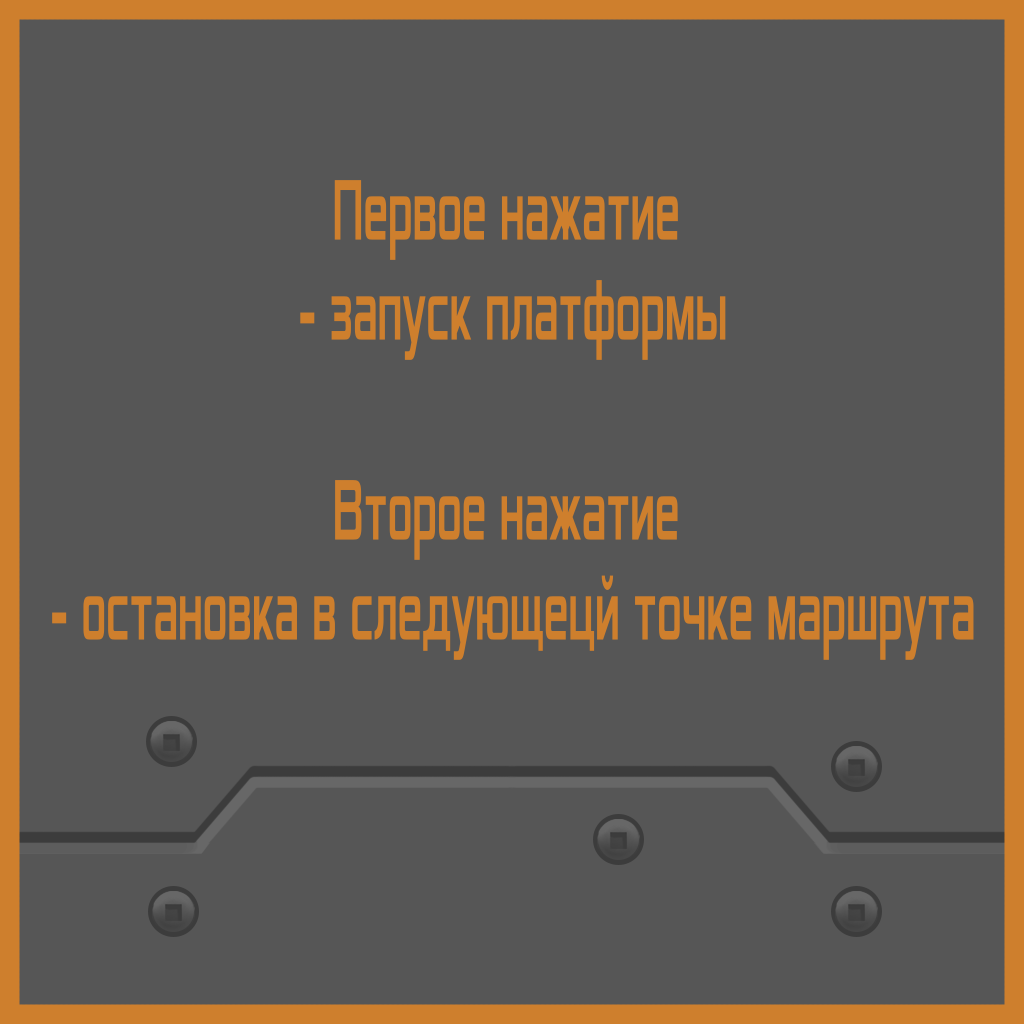 Первое нажатие
- запуск платформы
Второе нажатие
- остановка в следующецй точке маршрута